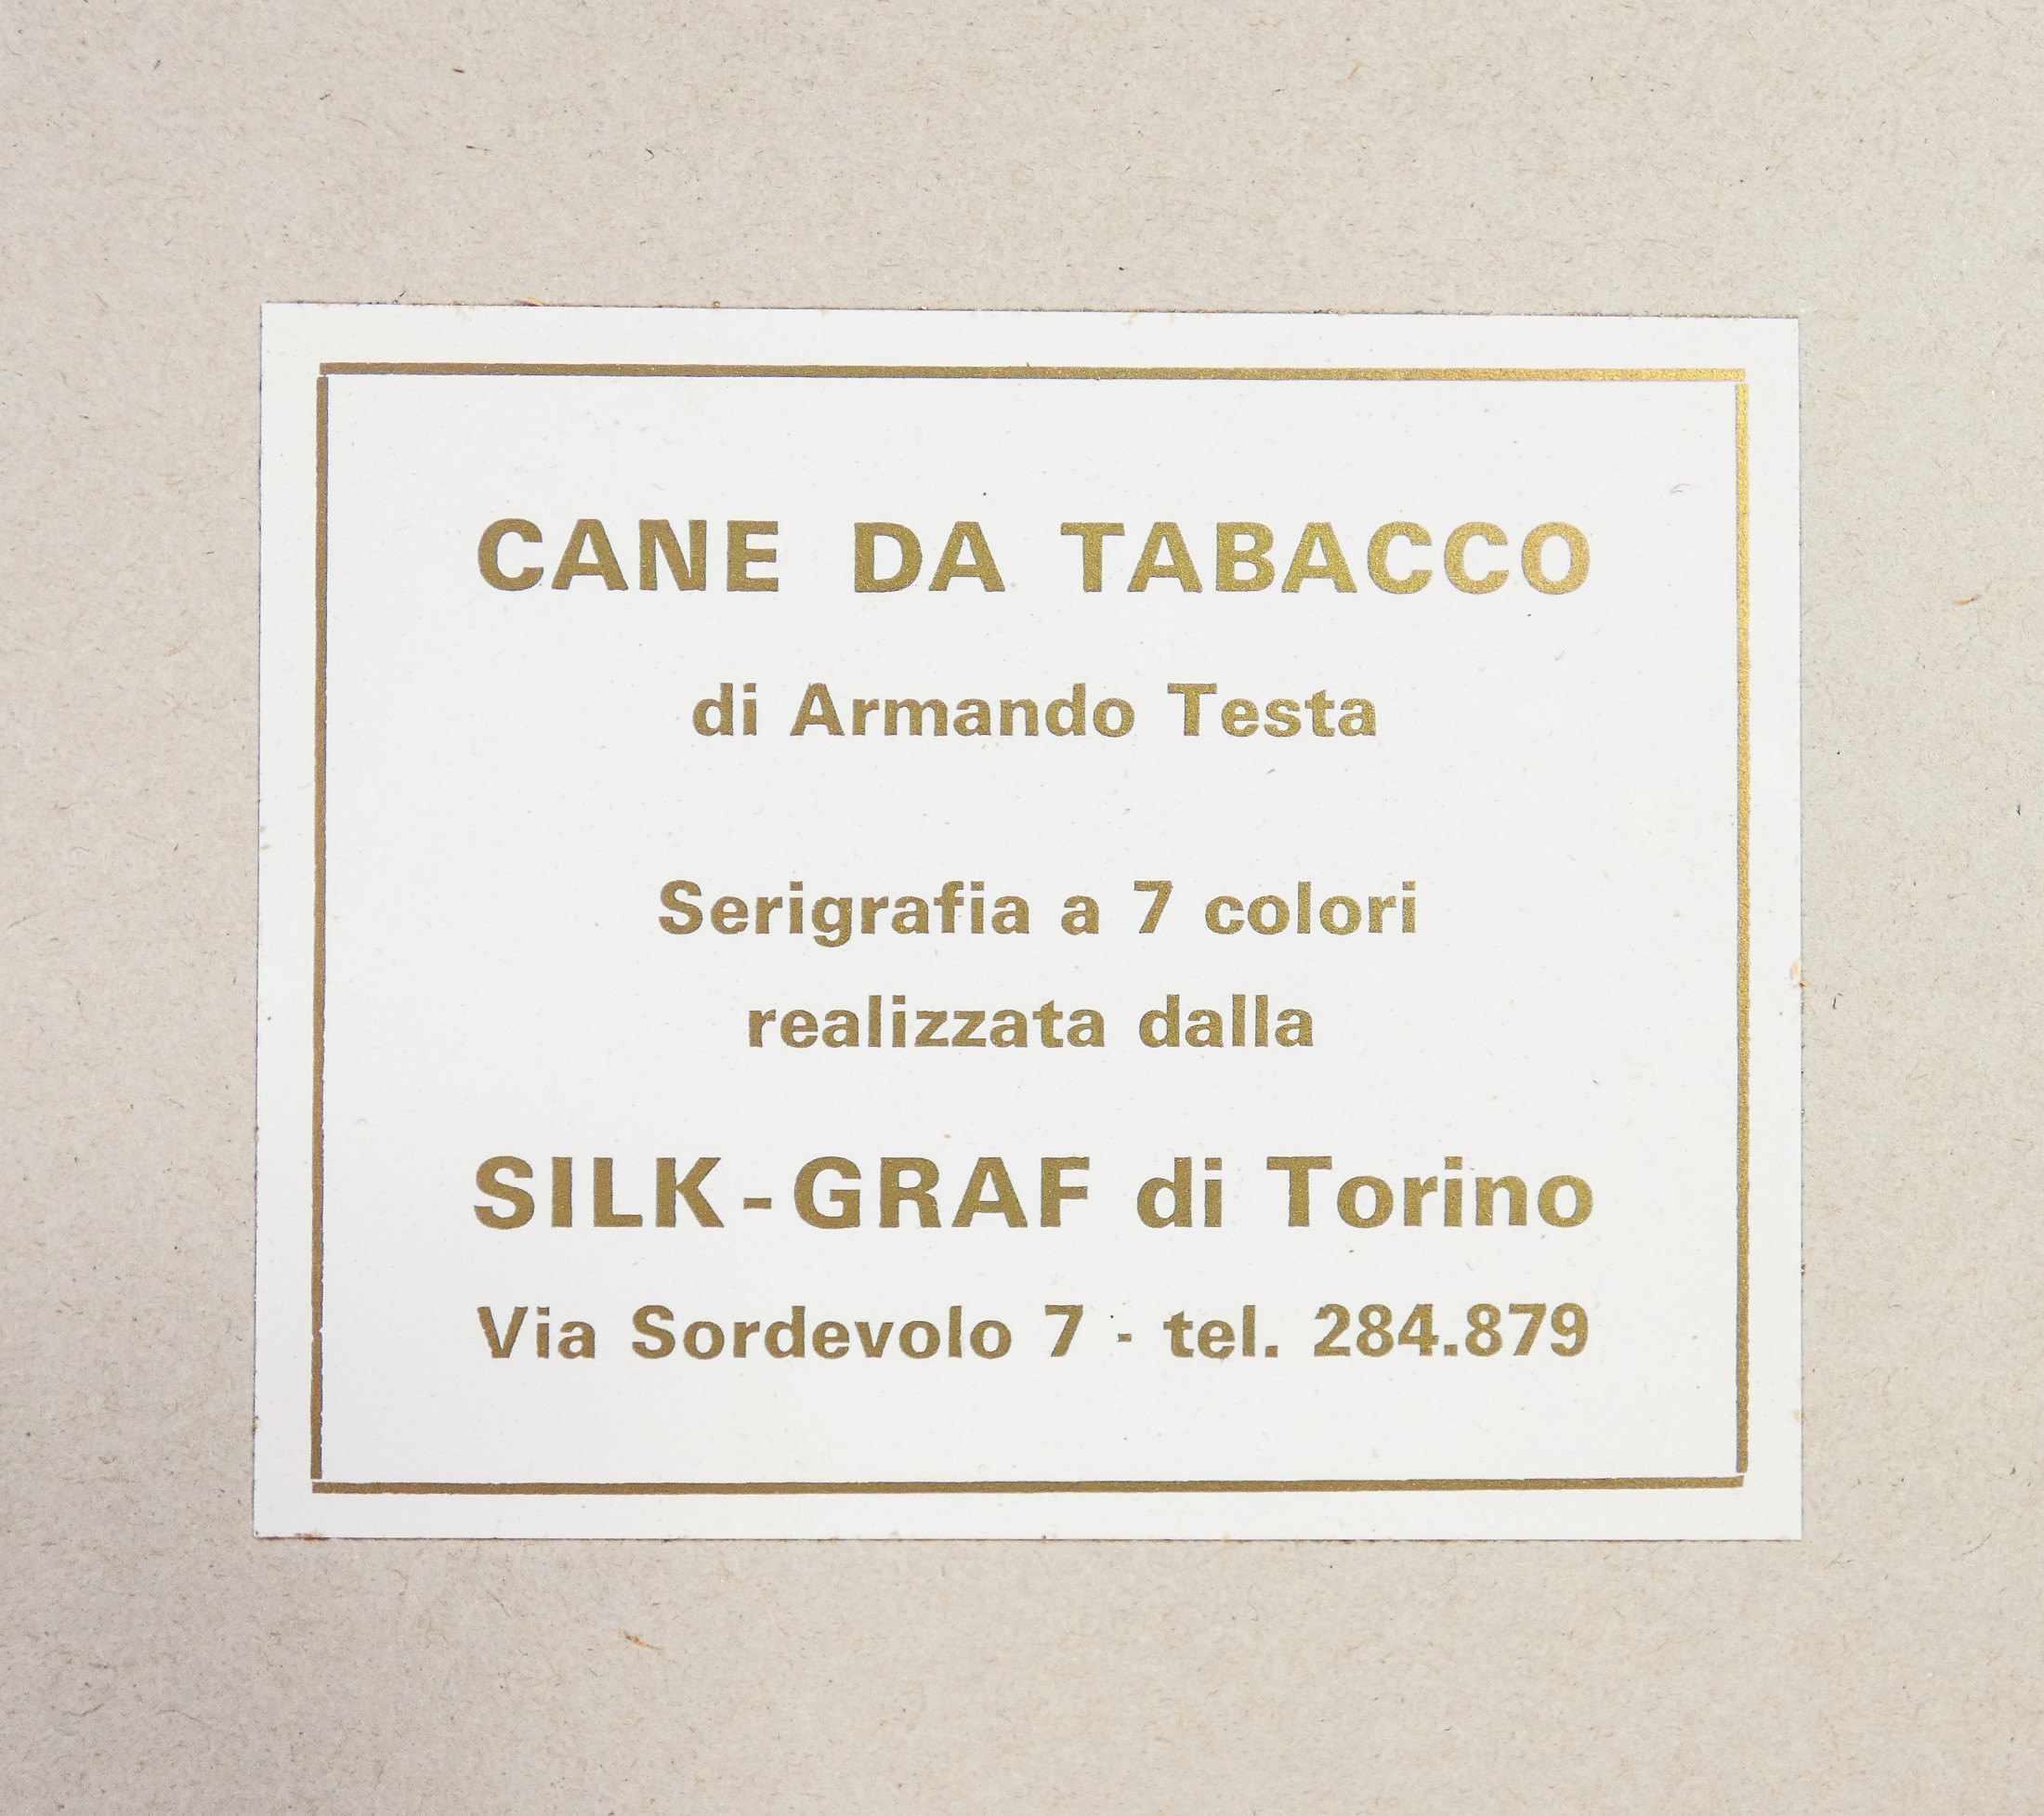 CANE DA TABACCO
di Armando Testa
Serigrafia a 7 colori
realizzata dalla
SILK-GRAF di Torino
Via Sordevolo 7 - tel. 284.879